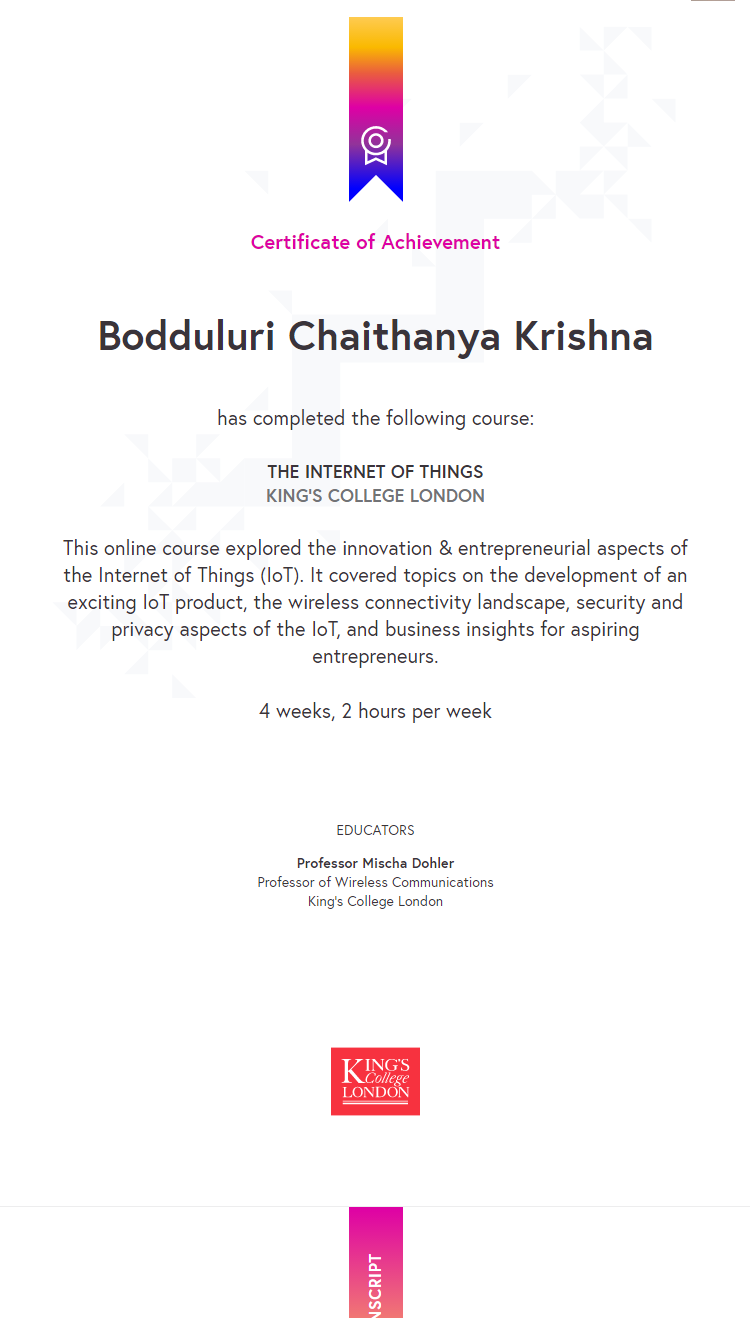 Certificate of Achievement
Bodduluri Chaithanya Krishna
has completed the following course:
THE INTERNET OF THINGS
KING'S COLLEGE LONDON
This online course explored the innovation & entrepreneurial aspects of
the Internet of Things (IoT). It covered topics on the development of an
exciting IoT product, the wireless connectivity landscape, security and
privacy aspects of the IoT, and business insights for aspiring
entrepreneurs.
4 weeks, 2 hours per week
EDUCATORS
Professor Mischa Dohler
Professor of Wireless Communications
King's College London
KING'S
College
LONDON